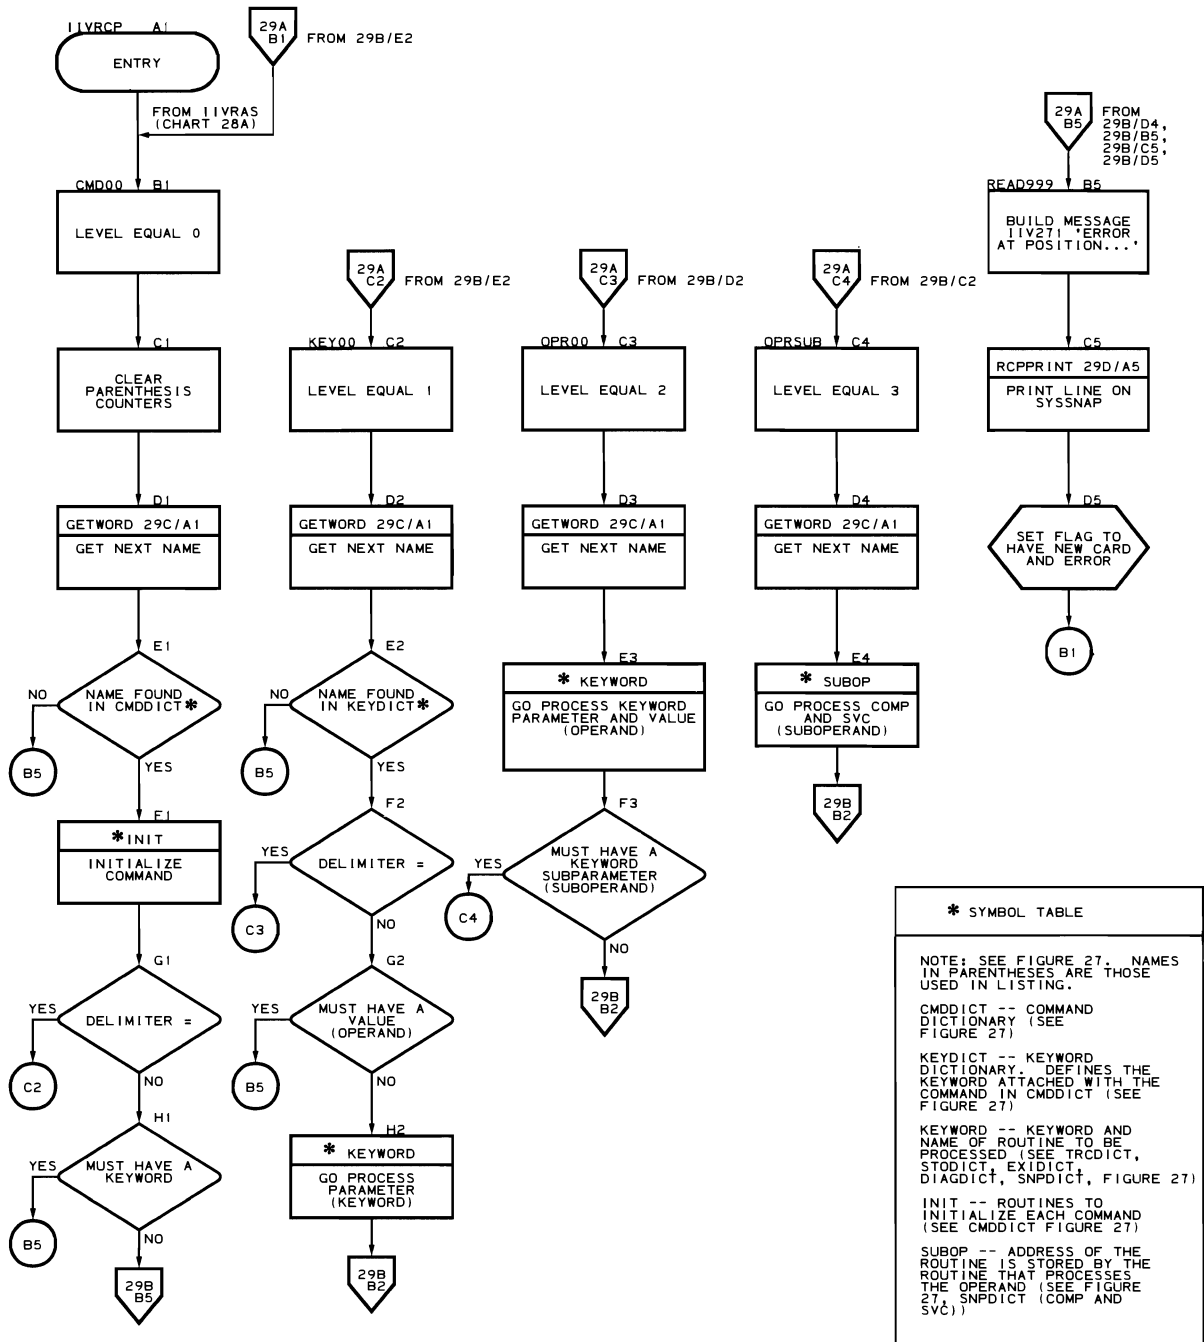 IIVRCP A1
ENTRY
29A
B1
FROM 29B/E2
FROM IIVRAS
(CHART 28A)
CMD00 B1
LEVEL EQUAL 0
C1
CLEAR
PARENTHESIS
COUNTERS
D1
GETWORD 29C/A1
GET NEXT NAME
E1
NAME FOUND
IN CMDDICT*
NO
B5
YES
F1
*INIT
INITIALIZE
COMMAND
G1
DELIMITER =
YES
C2
NO
H1
MUST HAVE A
KEYWORD
YES
B5
NO
29B
B5
29A
C2
FROM 29B/E2
KEY00 C2
LEVEL EQUAL 1
D2
GETWORD 29C/A1
GET NEXT NAME
E2
NAME FOUND
IN KEYDICT*
NO
B5
YES
F2
DELIMITER =
YES
C3
NO
G2
MUST HAVE A
VALUE
(OPERAND)
YES
B5
NO
H2
* KEYWORD
GO PROCESS
PARAMETER
(KEYWORD)
29B
B2
29A
C3
FROM 29B/D2
OPR00 C3
LEVEL EQUAL 2
D3
GETWORD 29C/A1
GET NEXT NAME
E3
* KEYWORD
GO PROCESS KEYWORD
PARAMETER AND VALUE
(OPERAND)
F3
MUST HAVE A
KEYWORD
SUBPARAMETER
(SUBOPERAND)
YES
C4
NO
29B
B2
29A
C4
FROM 29B/C2
OPRSUB C4
LEVEL EQUAL 3
D4
GETWORD 29C/A1
GET NEXT NAME
E4
* SUBOP
GO PROCESS COMP
AND SVC
(SUBOPERAND)
29B
B2
29A
B5
FROM
29B/D4,
29B/B5,
29B/C5,
29B/D5
READ999 B5
BUILD MESSAGE
IIV271 'ERROR
AT POSITION...'
C5
RCPPRINT 29D/A5
PRINT LINE ON
SYSSNAP
D5
SET FLAG TO
HAVE NEW CARD
AND ERROR
B1
* SYMBOL TABLE
NOTE: SEE FIGURE 27. NAMES
IN PARENTHESES ARE THOSE
USED IN LISTING.
CMDDICT -- COMMAND
DICTIONARY (SEE
FIGURE 27)
KEYDICT -- KEYWORD
DICTIONARY. DEFINES THE
KEYWORD ATTACHED WITH THE
COMMAND IN CMDDICT (SEE
FIGURE 27)
KEYWORD -- KEYWORD AND
NAME OF ROUTINE TO BE
PROCESSED (SEE TRCDICT,
STODICT, EXIDICT,
DIAGDICT, SNPDICT, FIGURE 27)
INIT -- ROUTINES TO
INITIALIZE EACH COMMAND
(SEE CMDDICT FIGURE 27)
SUBOP -- ADDRESS OF THE
ROUTINE IS STORED BY THE
ROUTINE THAT PROCESSES
THE OPERAND (SEE FIGURE
27, SNPDICT (COMP AND
SVC))